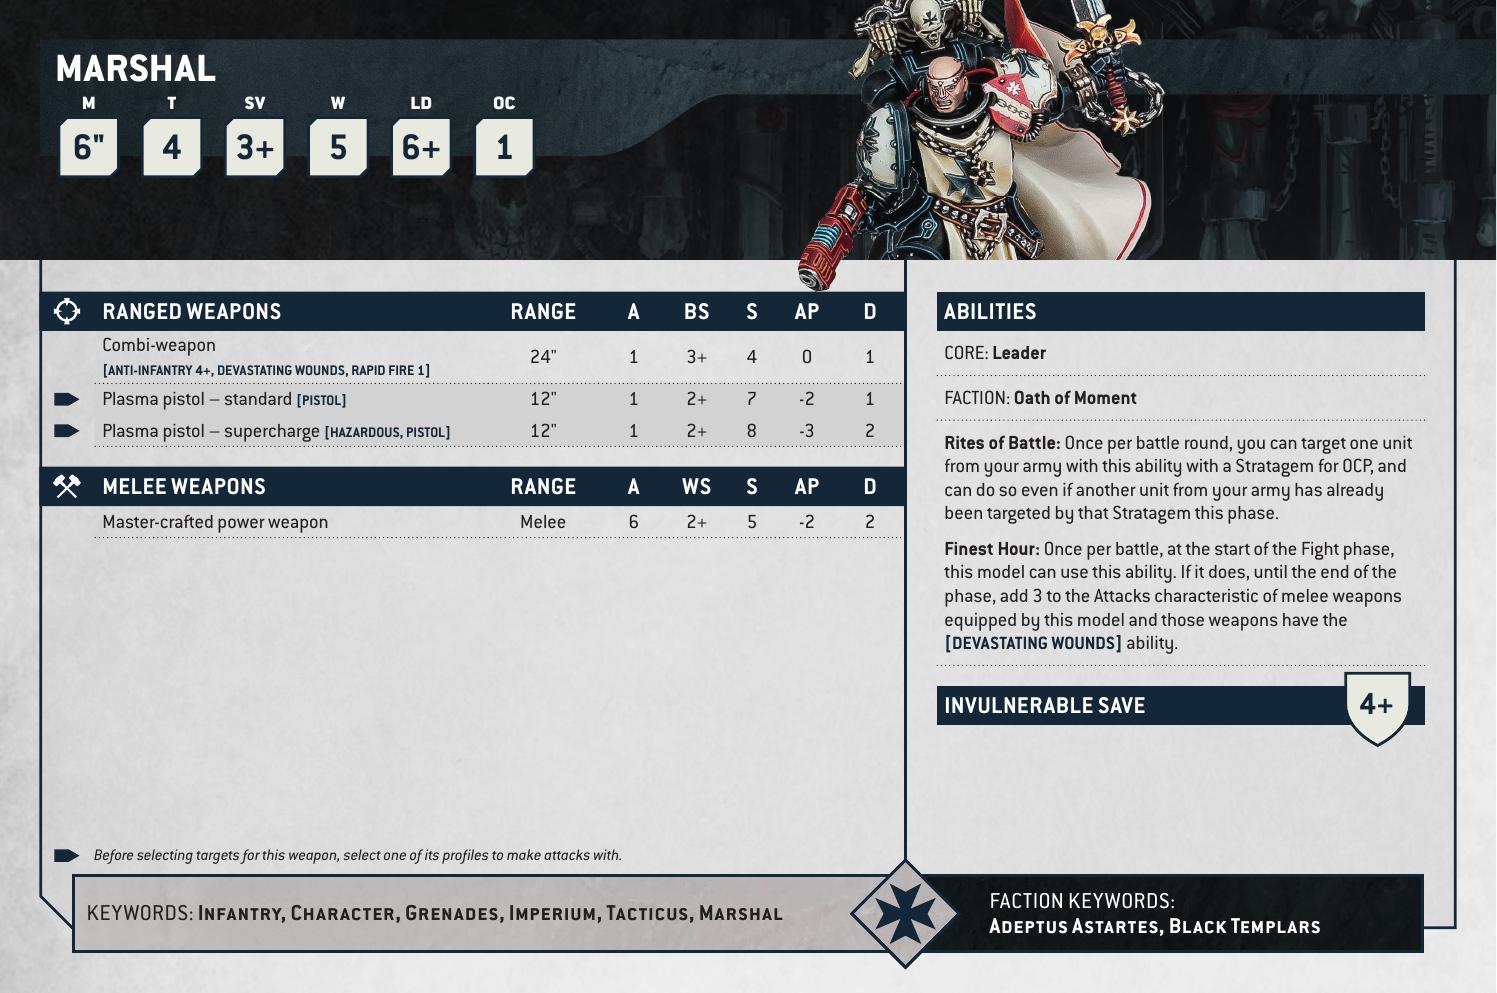 MARSHAL
M T SV W LD OC
6" 4 3+ 5 6+ 1
RANGED WEAPONS RANGE A BS S AP D
Combi-weapon
[ANTI-INFANTRY 4+, DEVASTATING WOUNDS, RAPID FIRE 1] 24" 1 3+ 4 0 1
Plasma pistol – standard [PISTOL] 12" 1 2+ 7 -2 1
Plasma pistol – supercharge [HAZARDOUS, PISTOL] 12" 1 2+ 8 -3 2
MELEE WEAPONS RANGE A WS S AP D
Master-crafted power weapon Melee 6 2+ 5 -2 2
Before selecting targets for this weapon, select one of its profiles to make attacks with.
ABILITIES
CORE: Leader
FACTION: Oath of Moment
Rites of Battle: Once per battle round, you can target one unit
from your army with this ability with a Stratagem for 0CP, and
can do so even if another unit from your army has already
been targeted by that Stratagem this phase.
Finest Hour: Once per battle, at the start of the Fight phase,
this model can use this ability. If it does, until the end of the
phase, add 3 to the Attacks characteristic of melee weapons
equipped by this model and those weapons have the
[DEVASTATING WOUNDS] ability.
INVULNERABLE SAVE 4+
KEYWORDS: INFANTRY, CHARACTER, GRENADES, IMPERIUM, TACTICUS, MARSHAL
FACTION KEYWORDS:
ADEPTUS ASTARTES, BLACK TEMPLARS